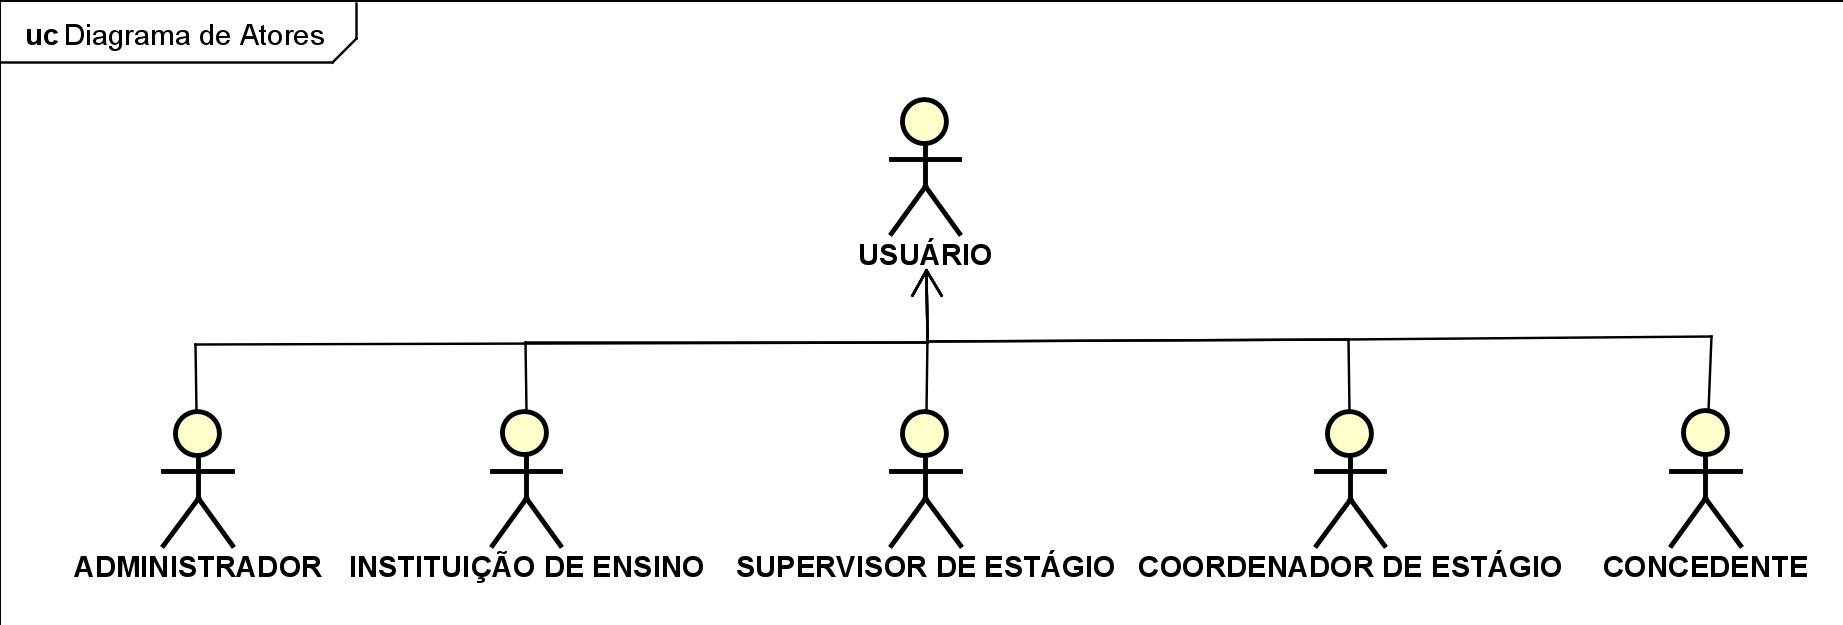 uc Diagrama de Atores
USUÁRIO
ADMINISTRADOR
INSTITUIÇÃO DE ENSINO
SUPERVISOR DE ESTÁGIO
COORDENADOR DE ESTÁGIO
CONCEDENTE